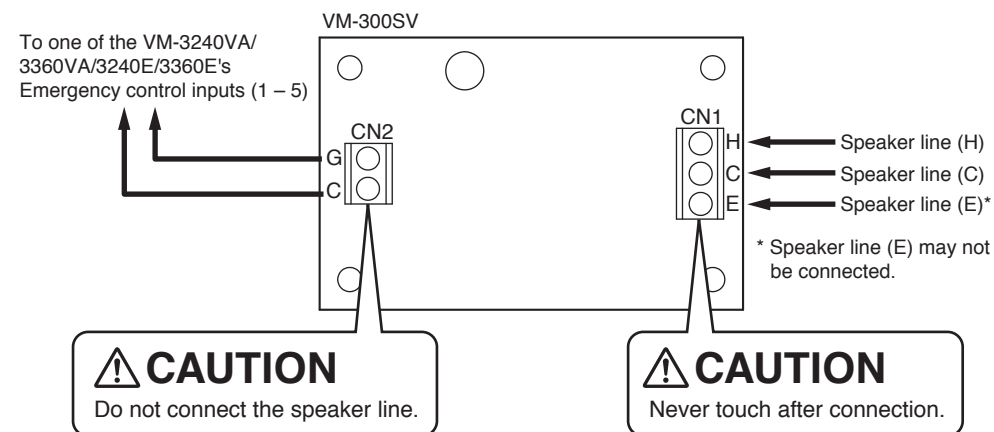 VM-300SV
To one of the VM-3240VA/
3360VA/3240E/3360E's
Emergency control inputs (1 – 5)
CN2
G
C
CN1
H
C
E
Speaker line (H)
Speaker line (C)
Speaker line (E)*
* Speaker line (E) may not
be connected.
CAUTION
Do not connect the speaker line.
CAUTION
Never touch after connection.